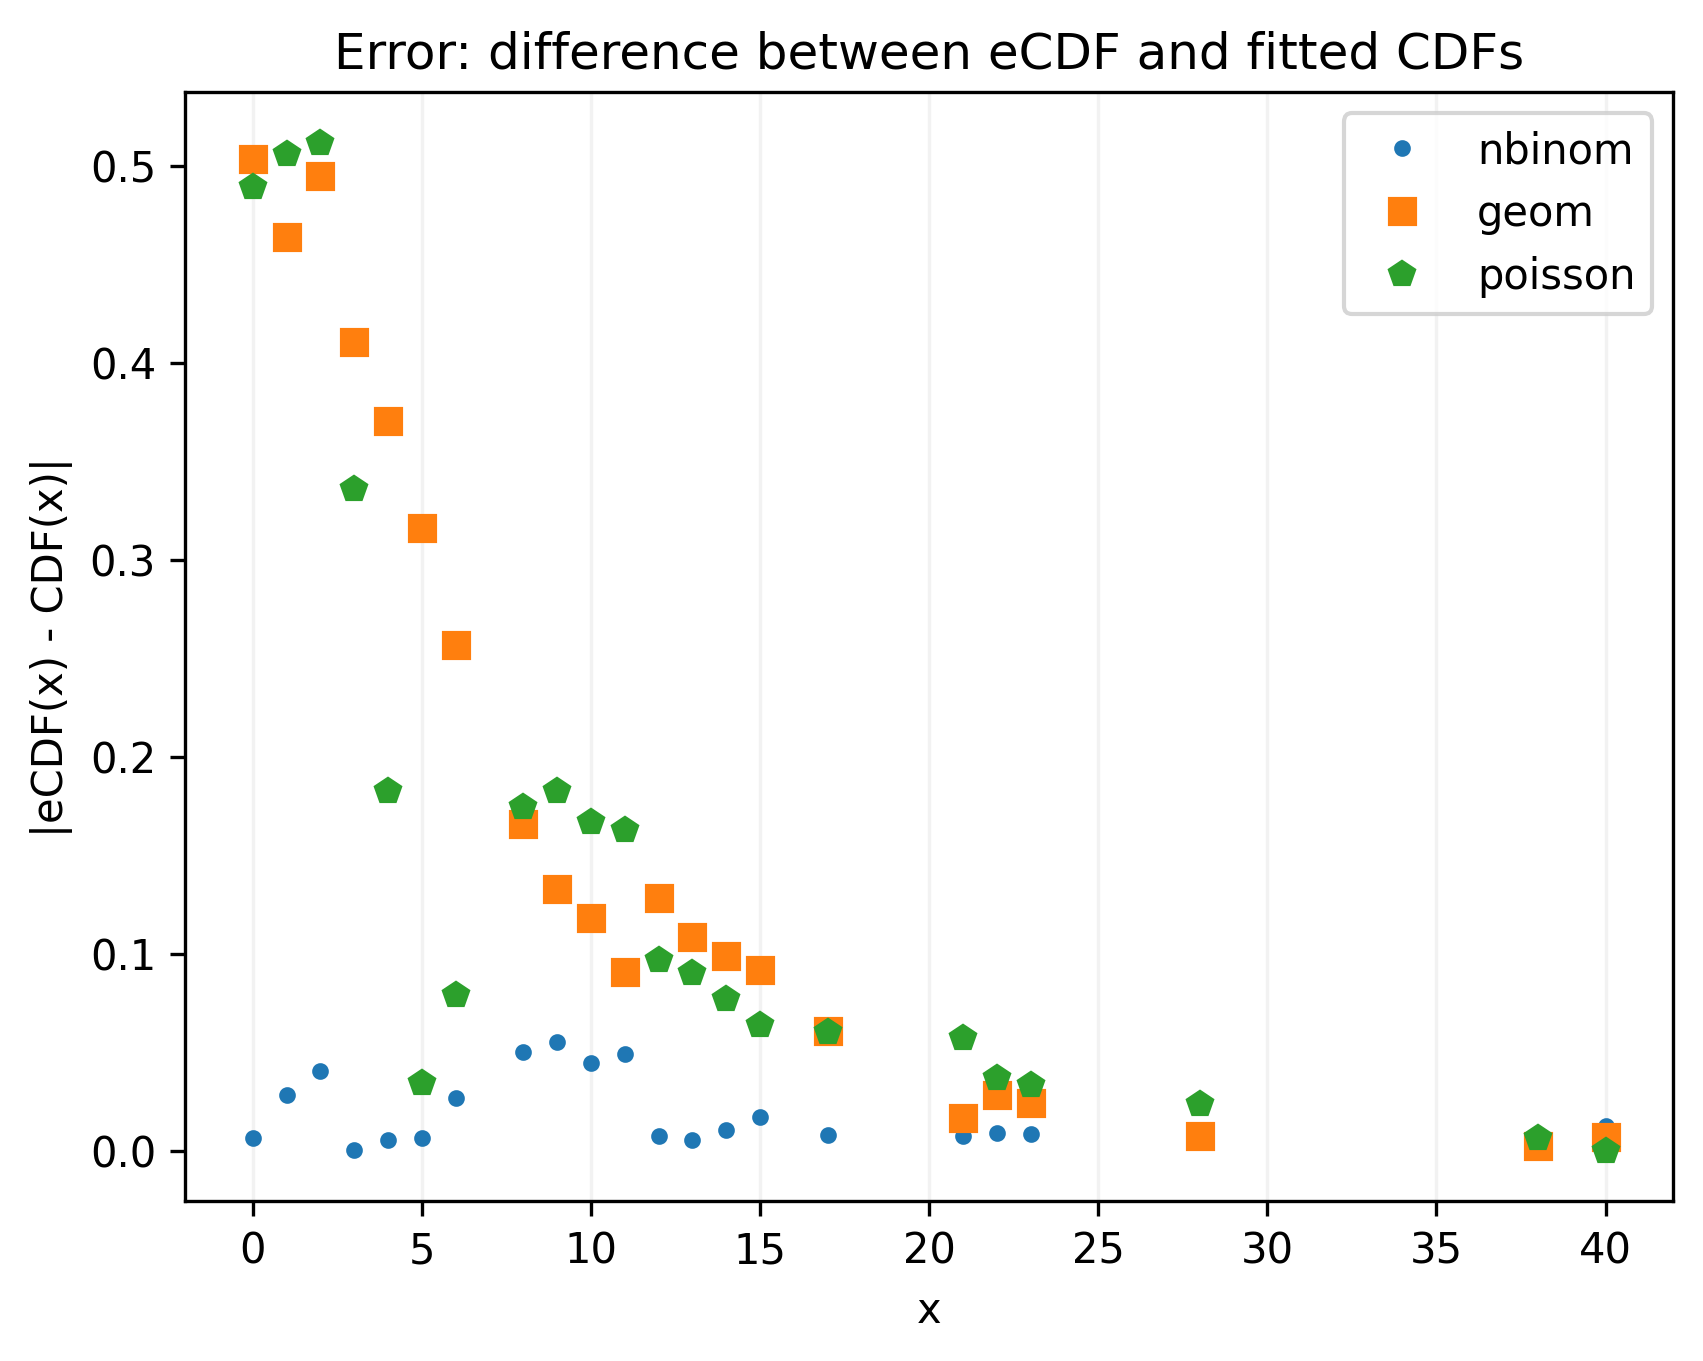 Error: difference between eCDF and fitted CDFs
nbinom
geom
poisson
|eCDF(x) - CDF(x)|
0.5
0.4
0.3
0.2
0.1
0.0
0 5 10 15 20 25 30 35 40
x